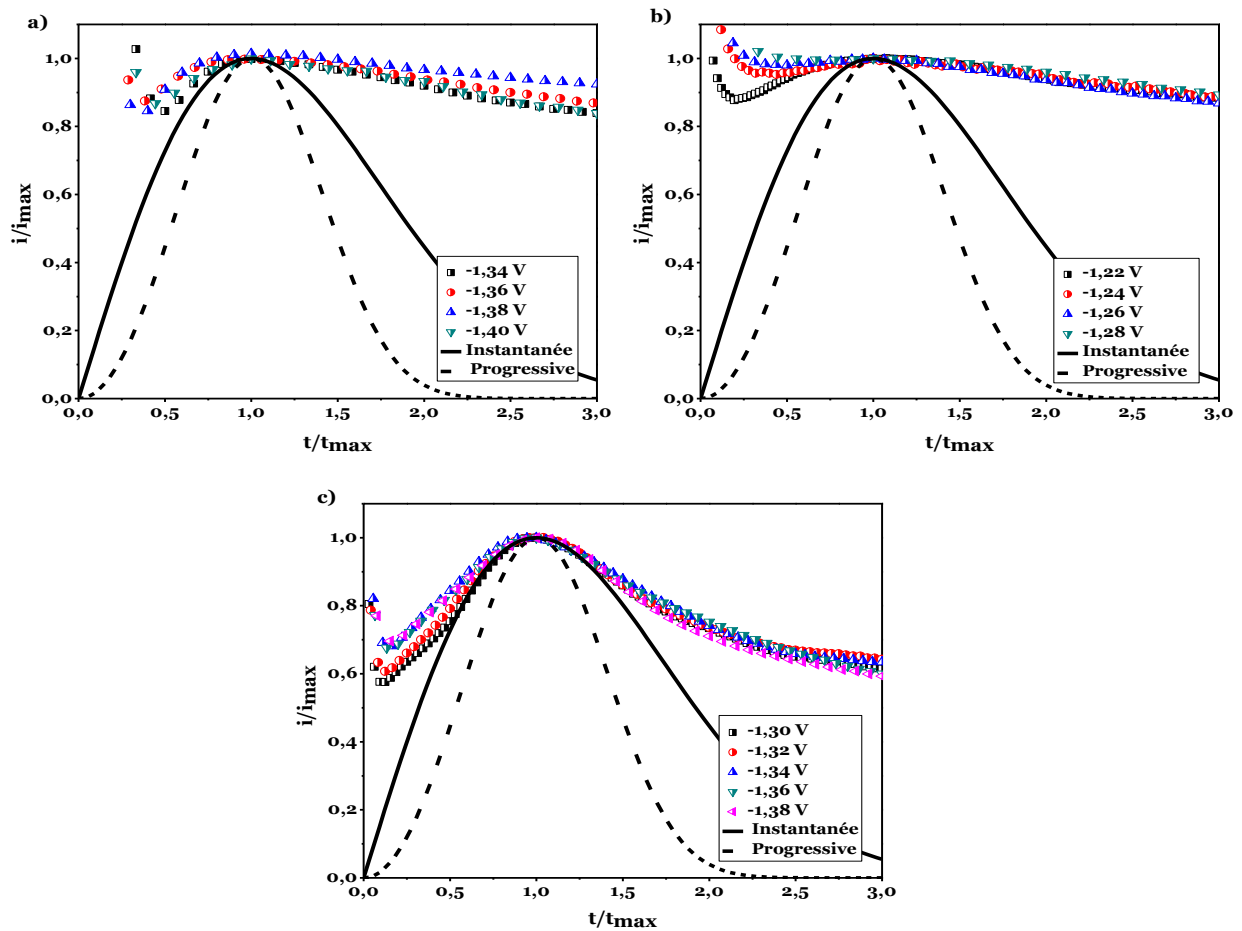 a)
1,0
0,8
0,6
0,4
0,2
0,0
i/imax
-1,34 V
-1,36 V
-1,38 V
-1,40 V
Instantanée
Progressive
0,0 0,5 1,0 1,5 2,0 2,5 3,0
t/tmax
b)
1,0
0,8
0,6
0,4
0,2
0,0
i/imax
-1,22 V
-1,24 V
-1,26 V
-1,28 V
Instantanée
Progressive
0,0 0,5 1,0 1,5 2,0 2,5 3,0
t/tmax
c)
1,0
0,8
0,6
0,4
0,2
0,0
i/imax
-1,30 V
-1,32 V
-1,34 V
-1,36 V
-1,38 V
Instantanée
Progressive
0,0 0,5 1,0 1,5 2,0 2,5 3,0
t/tmax